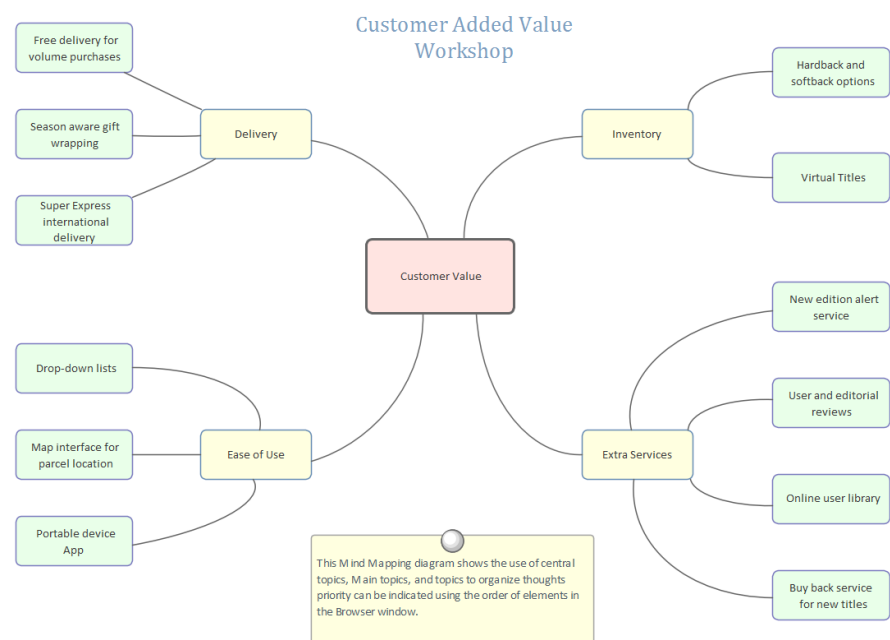 Customer Added Value
Workshop
Free delivery for
volume purchases
Season aware gift
wrapping
Super Express
international
delivery
Delivery
Inventory
Hardback and
softback options
Virtual Titles
Customer Value
Drop-down lists
Map interface for
parcel location
Portable device
App
Ease of Use
Extra Services
New edition alert
service
User and editorial
reviews
Online user library
Buy back service
for new titles
This Mind Mapping diagram shows the use of central
topics, Main topics, and topics to organize thoughts
priority can be indicated using the order of elements in
the Browser window.